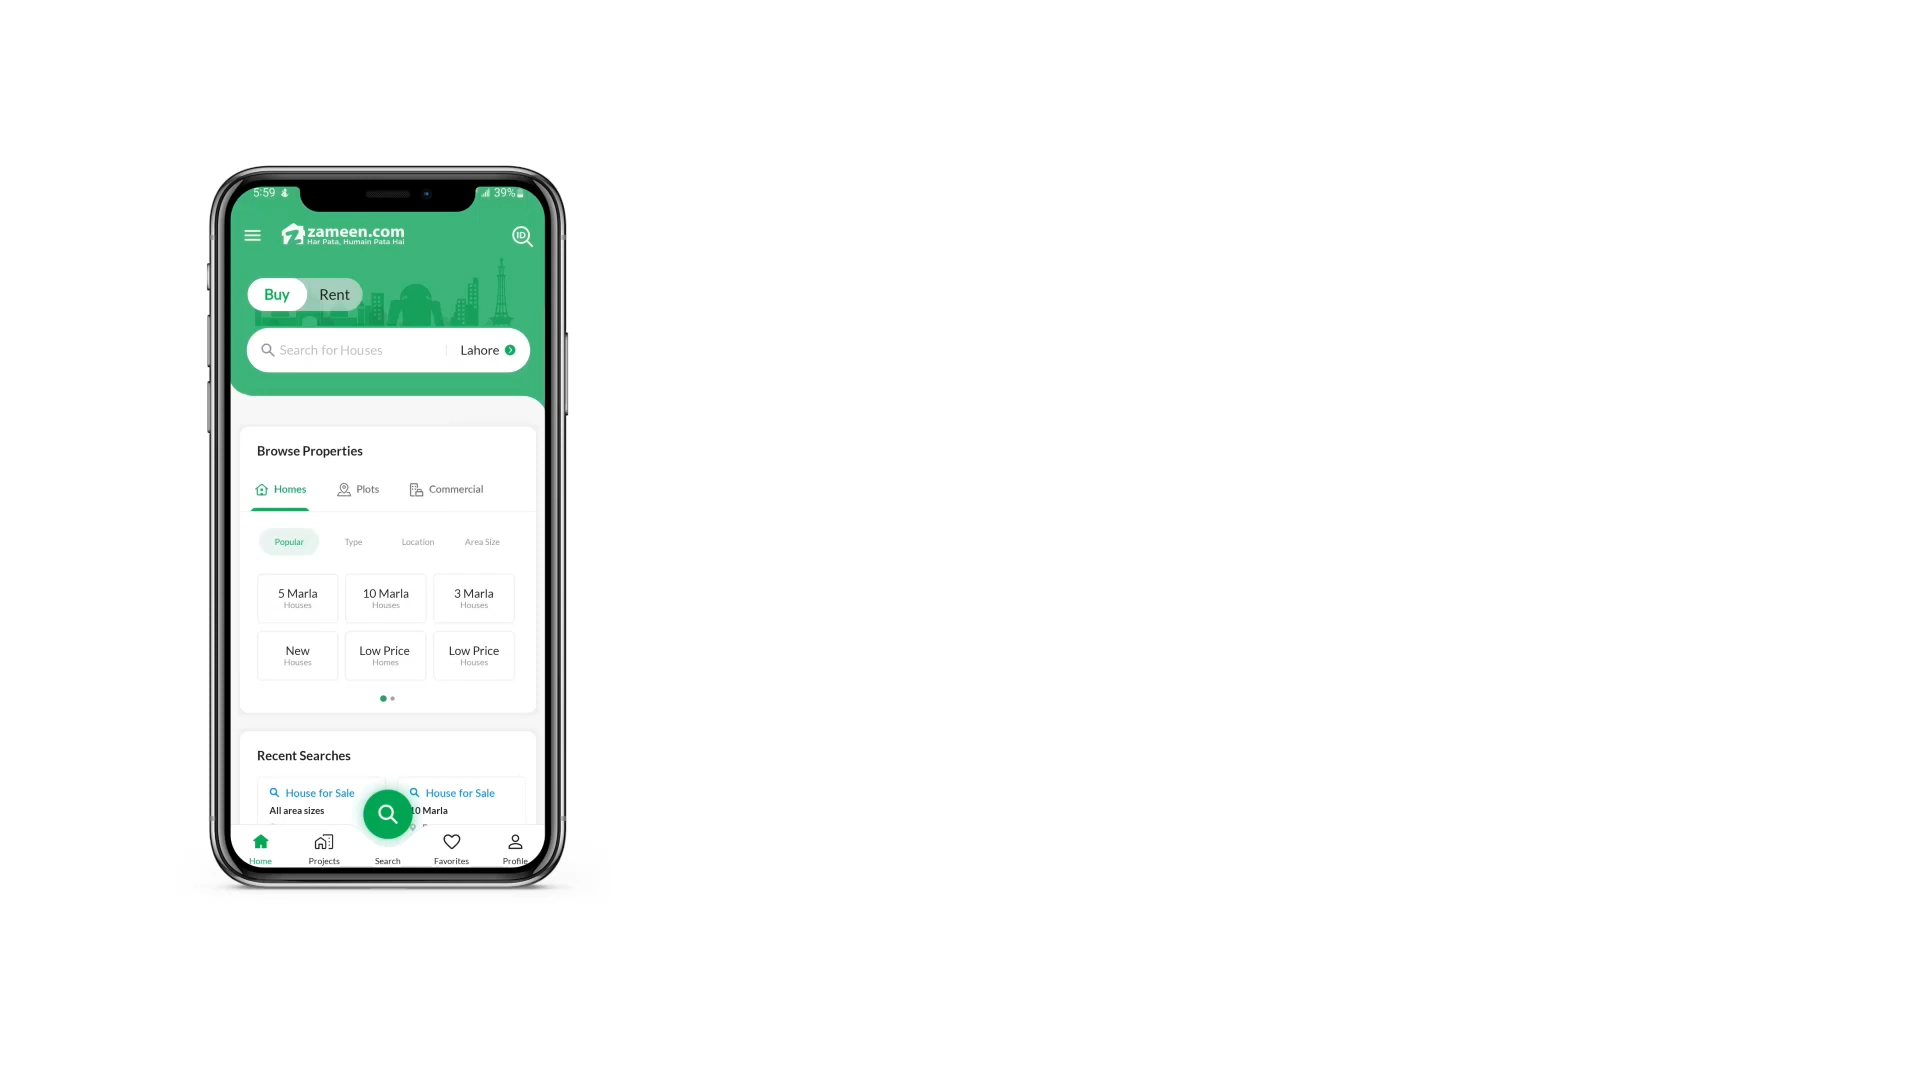 5:59
39%
zameen.com
Har Pata, Humain Pata Hai
ID
Buy Rent
Search for Houses Lahore
Browse Properties
Homes Plots Commercial
Popular Type Location Area Size
5 Marla 10 Marla 3 Marla
Houses Houses Houses
New Low Price Low Price
Houses Homes Houses
Recent Searches
House for Sale House for Sale
All area sizes 10 Marla
Home Projects Search Favorites Profile